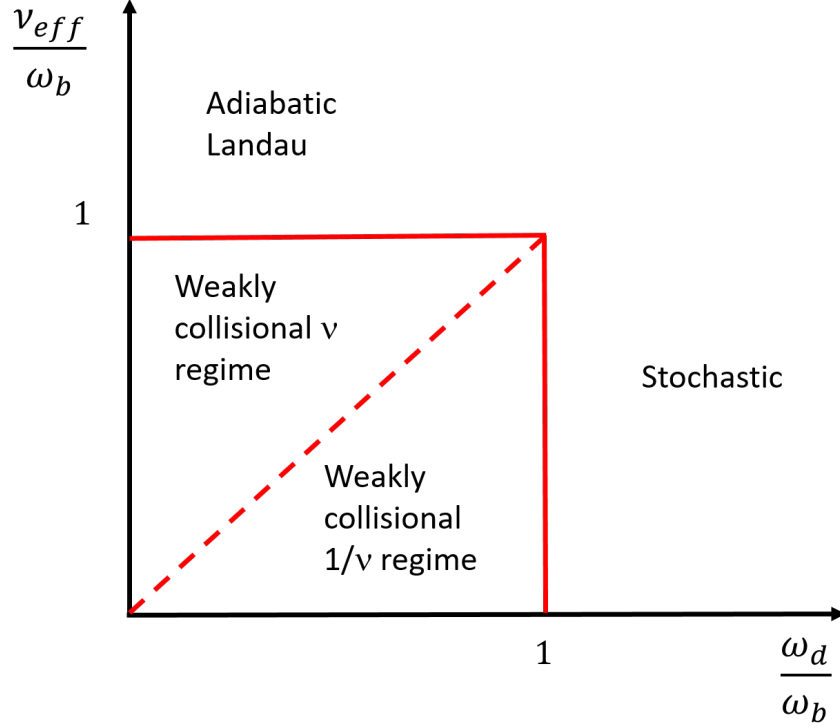 ν_eff
ω_b
Adiabatic
Landau
1
Weakly
collisional ν
regime
Stochastic
Weakly
collisional
1/ν regime
1
ω_d
ω_b